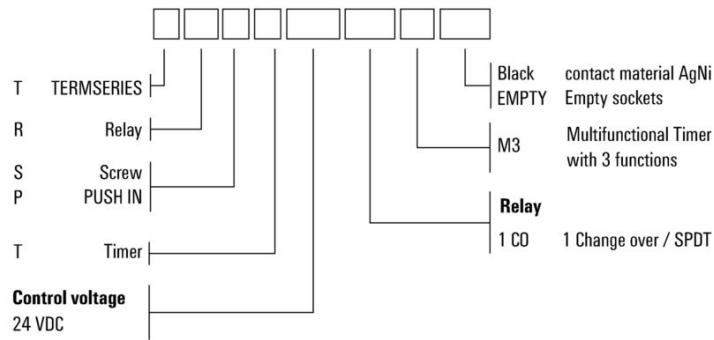 T TERMSERIES
R Relay
S Screw
P PUSH IN
T Timer
Control voltage
24 VDC
Black contact material AgNi
EMPTY Empty sockets
M3 Multifunctional Timer
with 3 functions
Relay
1 CO 1 Change over / SPDT